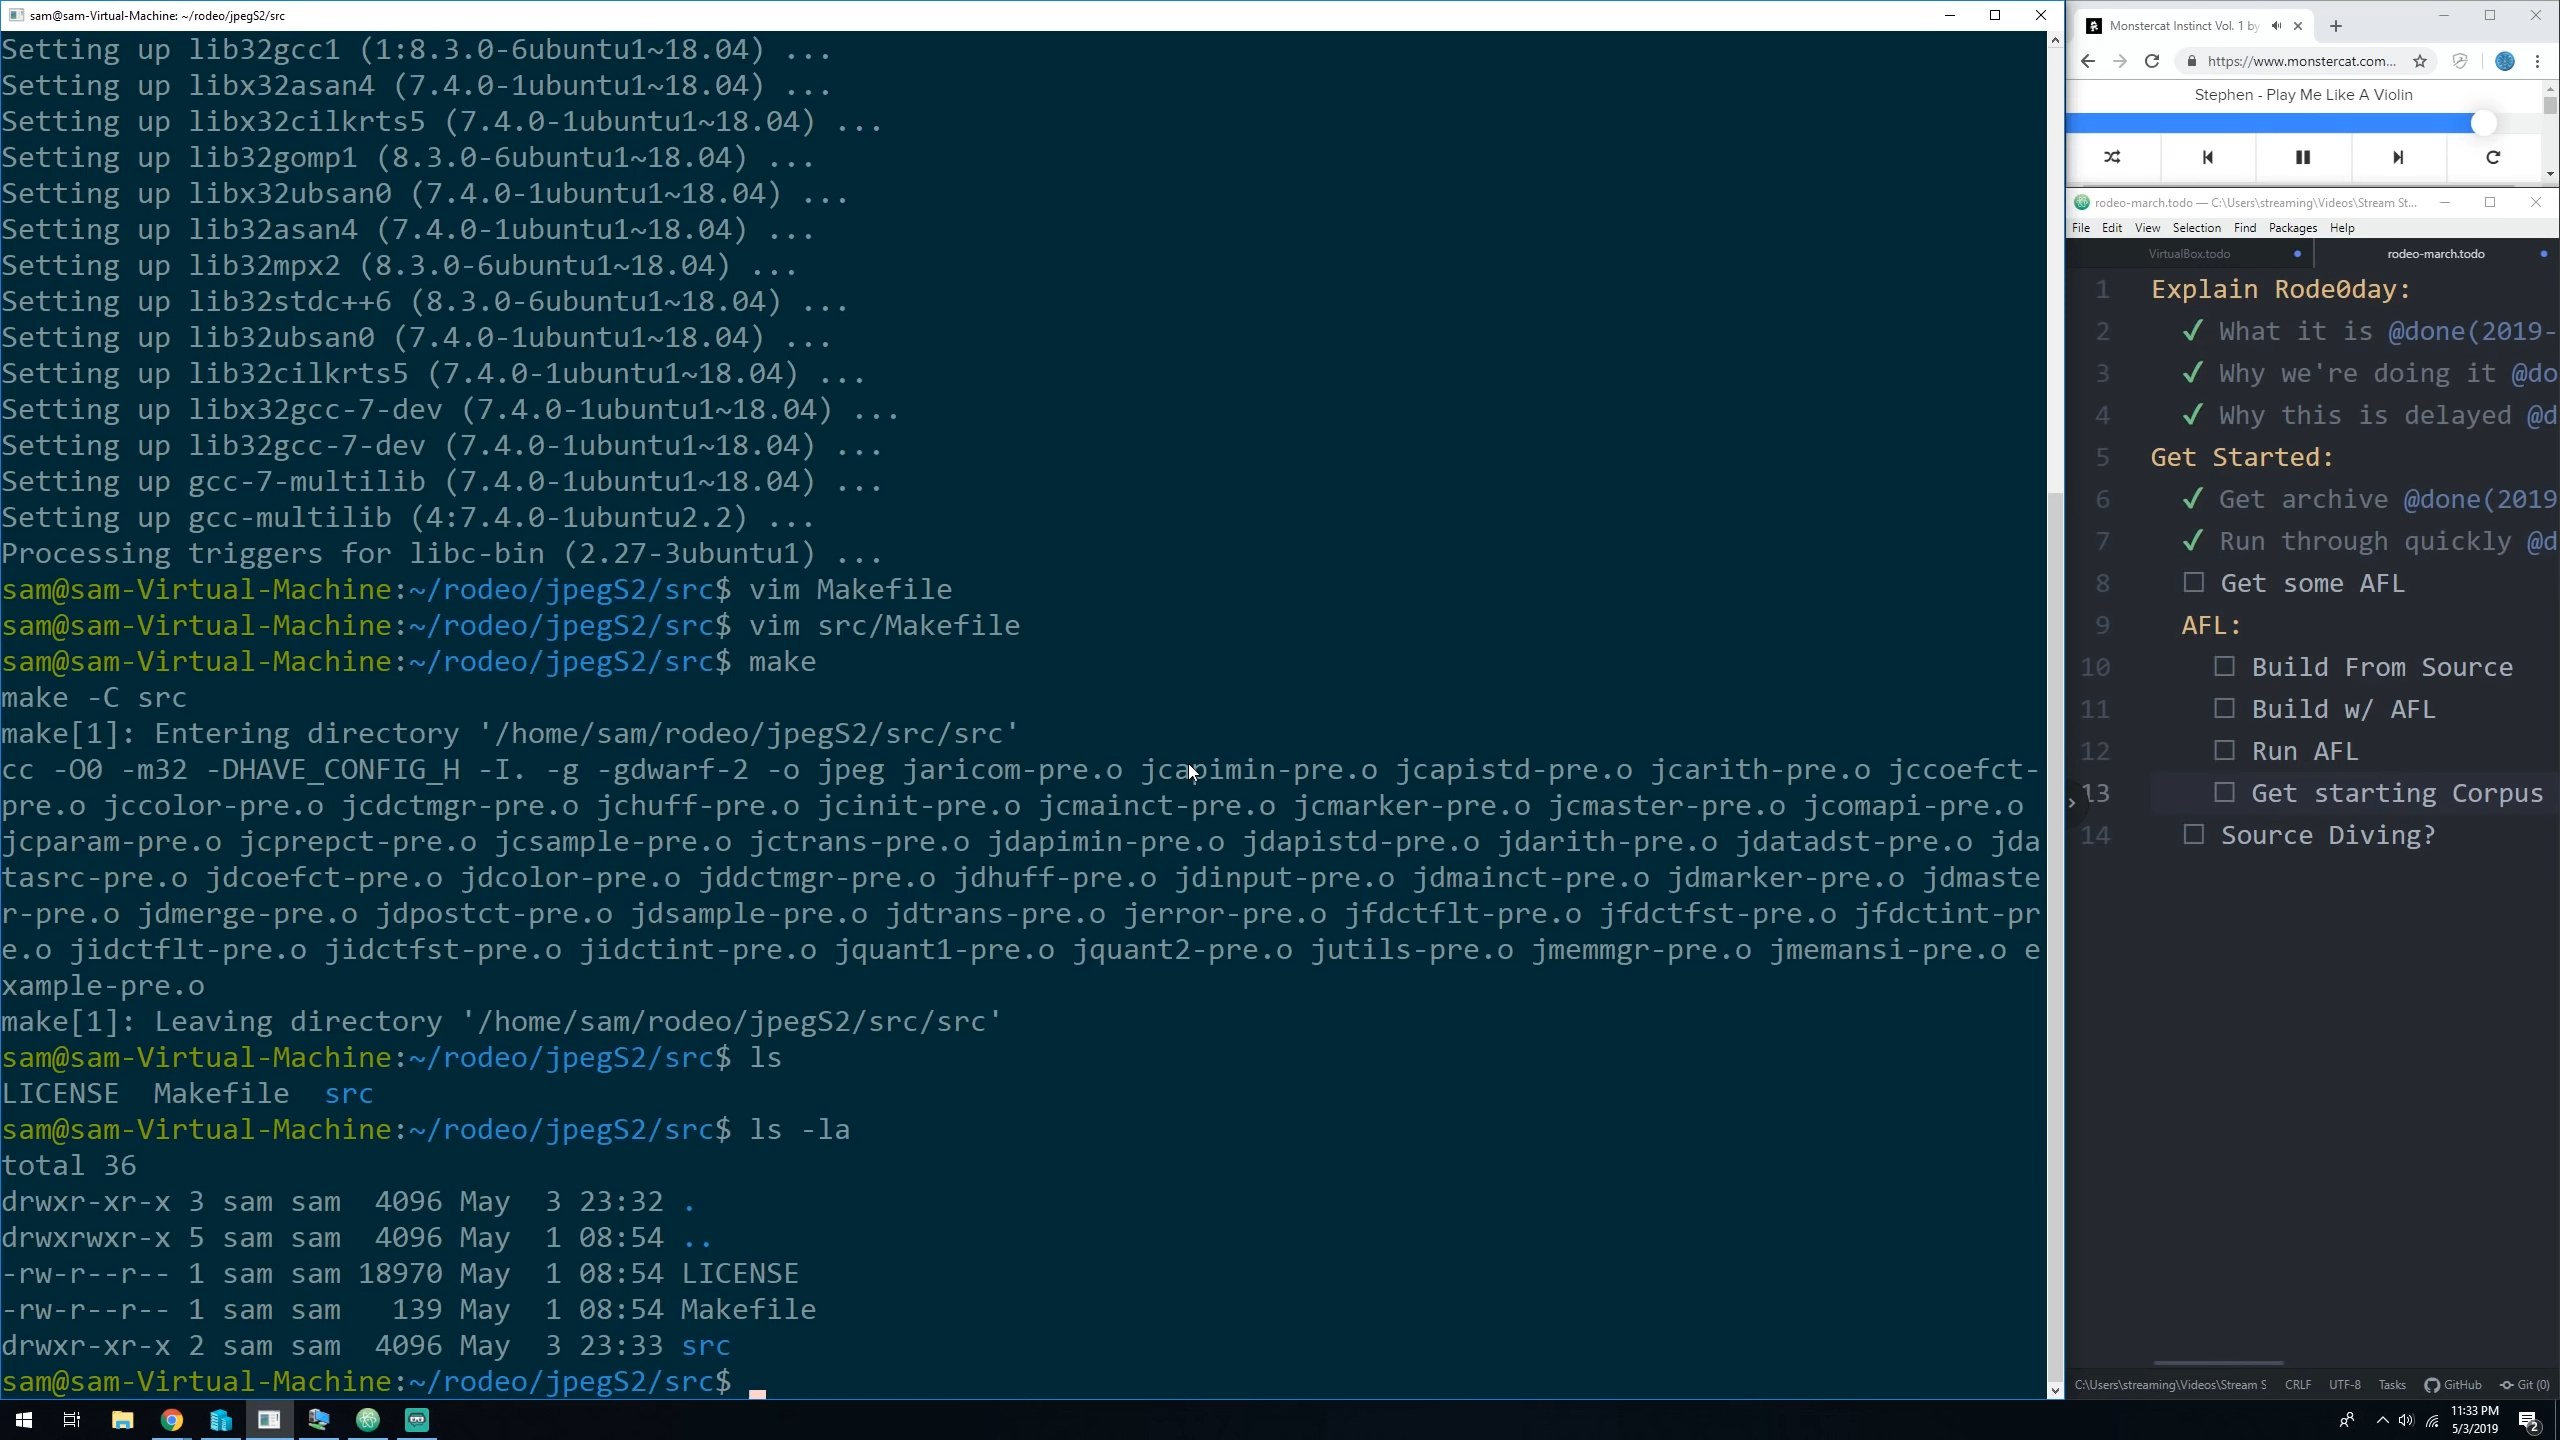 sam@sam-Virtual-Machine: ~/rodeo/jpegS2/src
Setting up lib32gcc1 (1:8.3.0-6ubuntu1~18.04) ...
Setting up libx32asan4 (7.4.0-1ubuntu1~18.04) ...
Setting up libx32cilkrts5 (7.4.0-1ubuntu1~18.04) ...
Setting up lib32gomp1 (8.3.0-6ubuntu1~18.04) ...
Setting up libx32ubsan0 (7.4.0-1ubuntu1~18.04) ...
Setting up lib32asan4 (7.4.0-1ubuntu1~18.04) ...
Setting up lib32mpx2 (8.3.0-6ubuntu1~18.04) ...
Setting up lib32stdc++6 (8.3.0-6ubuntu1~18.04) ...
Setting up lib32ubsan0 (7.4.0-1ubuntu1~18.04) ...
Setting up lib32cilkrts5 (7.4.0-1ubuntu1~18.04) ...
Setting up libx32gcc-7-dev (7.4.0-1ubuntu1~18.04) ...
Setting up lib32gcc-7-dev (7.4.0-1ubuntu1~18.04) ...
Setting up gcc-7-multilib (7.4.0-1ubuntu1~18.04) ...
Setting up gcc-multilib (4:7.4.0-1ubuntu2.2) ...
Processing triggers for libc-bin (2.27-3ubuntu1) ...
sam@sam-Virtual-Machine:~/rodeo/jpegS2/src$ vim Makefile
sam@sam-Virtual-Machine:~/rodeo/jpegS2/src$ vim src/Makefile
sam@sam-Virtual-Machine:~/rodeo/jpegS2/src$ make
make -C src
make[1]: Entering directory '/home/sam/rodeo/jpegS2/src/src'
cc -O0 -m32 -DHAVE_CONFIG_H -I. -g -gdwarf-2 -o jpeg jaricom-pre.o jcapimin-pre.o jcapistd-pre.o jcarith-pre.o jccoefct-
pre.o jccolor-pre.o jcdctmgr-pre.o jchuff-pre.o jcinit-pre.o jcmainct-pre.o jcmarker-pre.o jcmaster-pre.o jcomapi-pre.o
jcparam-pre.o jcprepct-pre.o jcsample-pre.o jctrans-pre.o jdapimin-pre.o jdapistd-pre.o jdarith-pre.o jdatadst-pre.o jda
tasrc-pre.o jdcoefct-pre.o jdcolor-pre.o jddctmgr-pre.o jdhuff-pre.o jdinput-pre.o jdmainct-pre.o jdmarker-pre.o jdmaste
r-pre.o jdmerge-pre.o jdpostct-pre.o jdsample-pre.o jdtrans-pre.o jerror-pre.o jfdctflt-pre.o jfdctfst-pre.o jfdctint-pr
e.o jidctflt-pre.o jidctfst-pre.o jidctint-pre.o jquant1-pre.o jquant2-pre.o jutils-pre.o jmemmgr-pre.o jmemansi-pre.o e
xample-pre.o
make[1]: Leaving directory '/home/sam/rodeo/jpegS2/src/src'
sam@sam-Virtual-Machine:~/rodeo/jpegS2/src$ ls
LICENSE Makefile src
sam@sam-Virtual-Machine:~/rodeo/jpegS2/src$ ls -la
total 36
drwxr-xr-x 3 sam sam 4096 May 3 23:32 .
drwxrwxr-x 5 sam sam 4096 May 1 08:54 ..
-rw-r--r-- 1 sam sam 18970 May 1 08:54 LICENSE
-rw-r--r-- 1 sam sam 139 May 1 08:54 Makefile
drwxr-xr-x 2 sam sam 4096 May 3 23:33 src
sam@sam-Virtual-Machine:~/rodeo/jpegS2/src$
Monstercat Instinct Vol. 1 by
https://www.monstercat.com...
Stephen - Play Me Like A Violin
rodeo-march.todo — C:\Users\streaming\Videos\Stream St...
File Edit View Selection Find Packages Help
VirtualBox.todo rodeo-march.todo
1 Explain Rode0day:
2 ✓ What it is @done(2019-
3 ✓ Why we're doing it @do
4 ✓ Why this is delayed @d
5 Get Started:
6 ✓ Get archive @done(2019
7 ✓ Run through quickly @d
8 ☐ Get some AFL
9 AFL:
10 ☐ Build From Source
11 ☐ Build w/ AFL
12 ☐ Run AFL
13 ☐ Get starting Corpus
14 ☐ Source Diving?
C:\Users\streaming\Videos\Stream S CRLF UTF-8 Tasks GitHub Git (0)
11:33 PM
5/3/2019
2